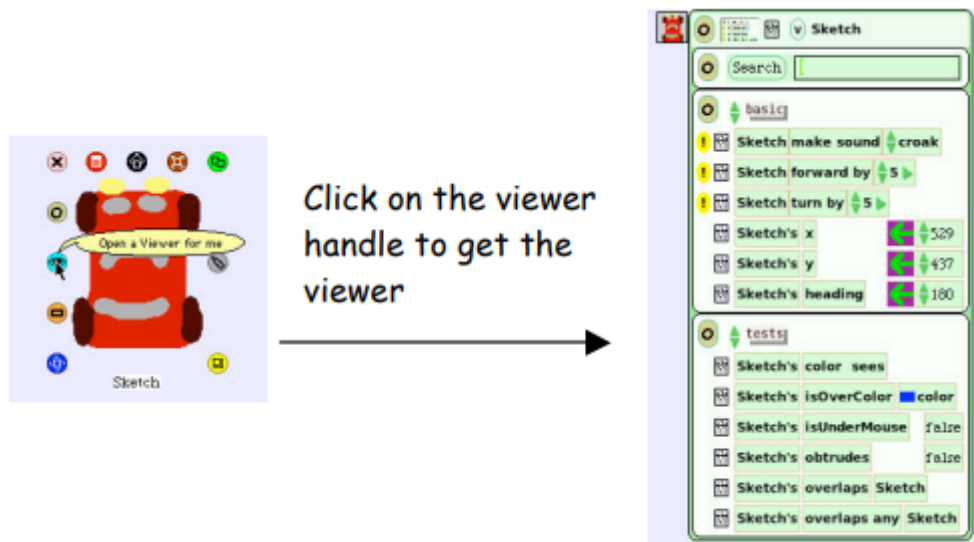 Open a Viewer for me
Sketch
Click on the viewer
handle to get the
viewer
v Sketch
Search
basic
! Sketch make sound croak
! Sketch forward by 5
! Sketch turn by 5
Sketch's x 529
Sketch's y 437
Sketch's heading 180
tests
Sketch's color sees
Sketch's isOverColor color
Sketch's isUnderMouse false
Sketch's obtrudes false
Sketch's overlaps Sketch
Sketch's overlaps any Sketch